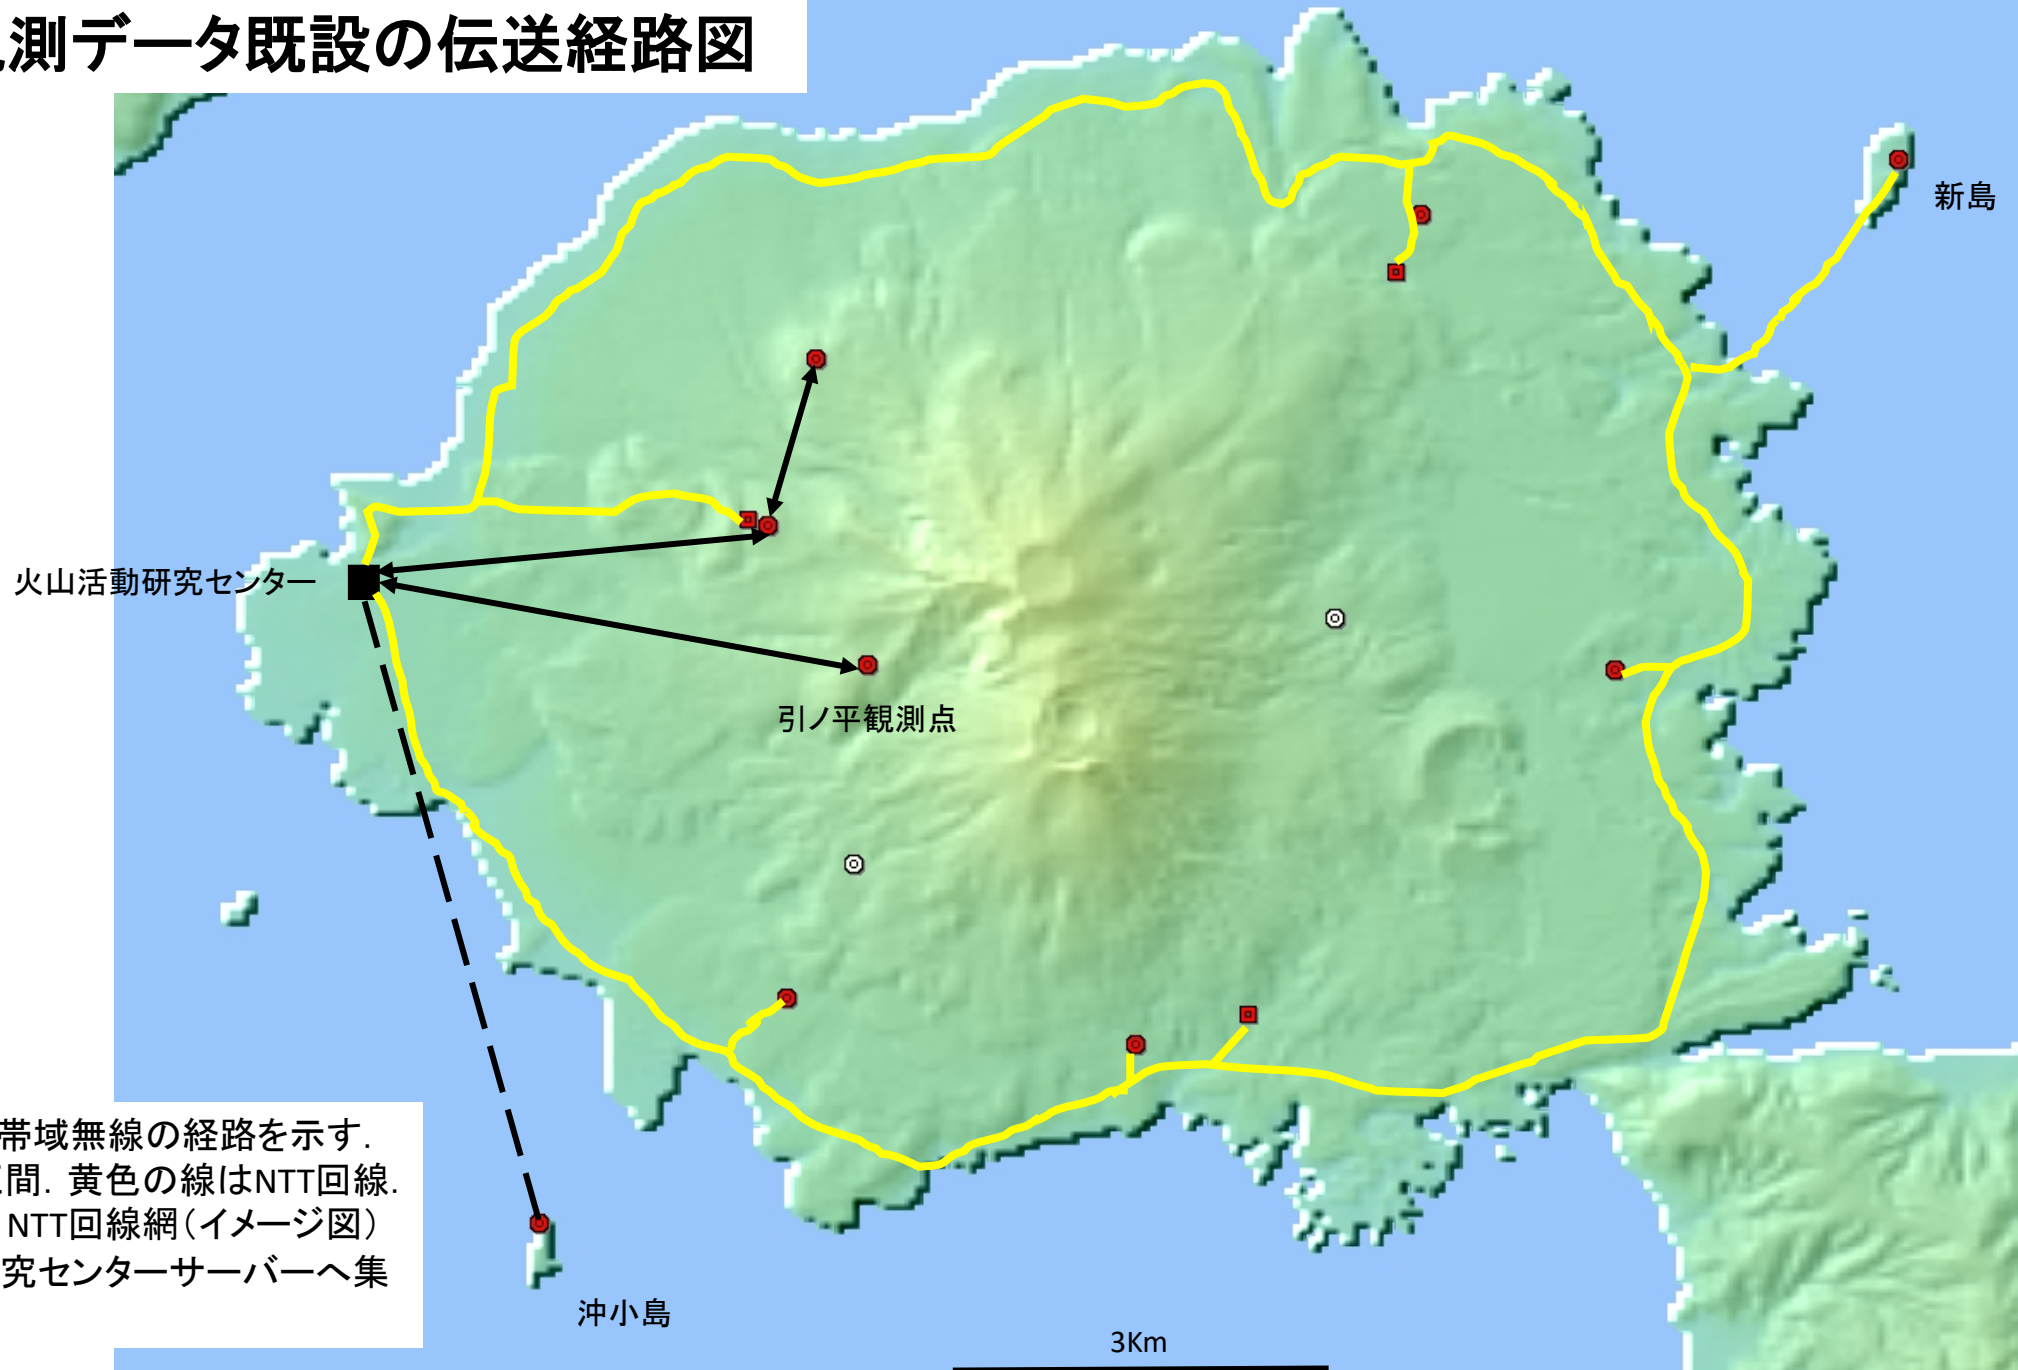 測データ既設の伝送経路図
新島
火山活動研究センター
引ノ平観測点
帯域無線の経路を示す.
間. 黄色の線はNTT回線.
NTT回線網（イメージ図）
究センターサーバーへ集
沖小島
3Km